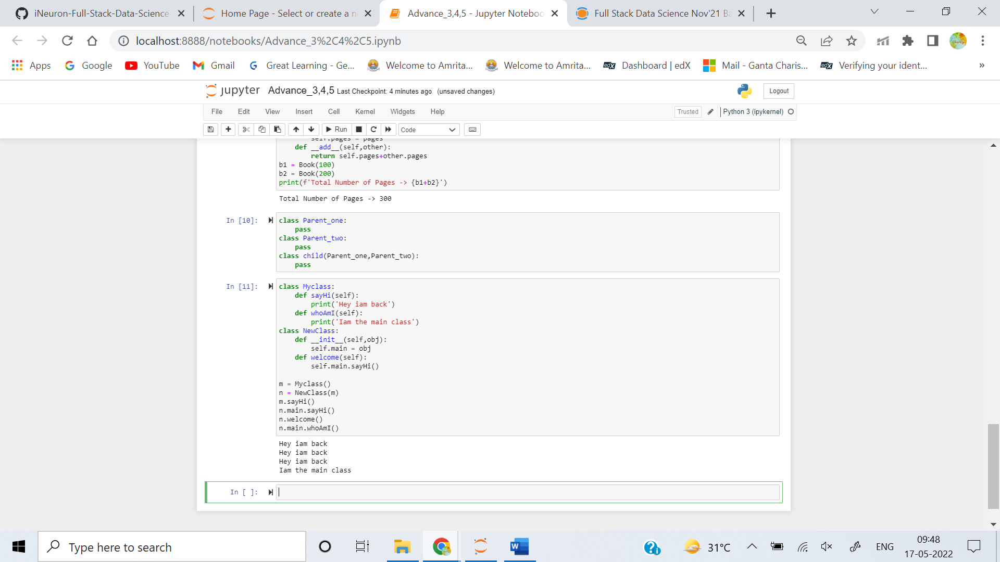 iNeuron-Full-Stack-Data-Science
Home Page - Select or create a n
Advance_3,4,5 - Jupyter Noteboo
Full Stack Data Science Nov'21 Ba
localhost:8888/notebooks/Advance_3%2C4%2C5.ipynb
Apps
Google
YouTube
Gmail
Great Learning - Ge...
Welcome to Amrita...
Welcome to Amrita...
Dashboard | edX
Mail - Ganta Charis...
Verifying your ident...
»
jupyter Advance_3,4,5 Last Checkpoint: 4 minutes ago (unsaved changes)
Logout
File Edit View Insert Cell Kernel Widgets Help
Trusted
Python 3 (ipykernel)
Run
Code
self.pages = pages
def __add__(self,other):
return self.pages+other.pages
b1 = Book(100)
b2 = Book(200)
print(f'Total Number of Pages -> {b1+b2}')
Total Number of Pages -> 300
In [10]:
class Parent_one:
pass
class Parent_two:
pass
class child(Parent_one,Parent_two):
pass
In [11]:
class Myclass:
def sayHi(self):
print('Hey iam back')
def whoAmI(self):
print('Iam the main class')
class NewClass:
def __init__(self,obj):
self.main = obj
def welcome(self):
self.main.sayHi()
m = Myclass()
n = NewClass(m)
m.sayHi()
n.main.sayHi()
n.welcome()
n.main.whoAmI()
Hey iam back
Hey iam back
Hey iam back
Iam the main class
In [ ]:
Type here to search
31°C
ENG
09:48
17-05-2022